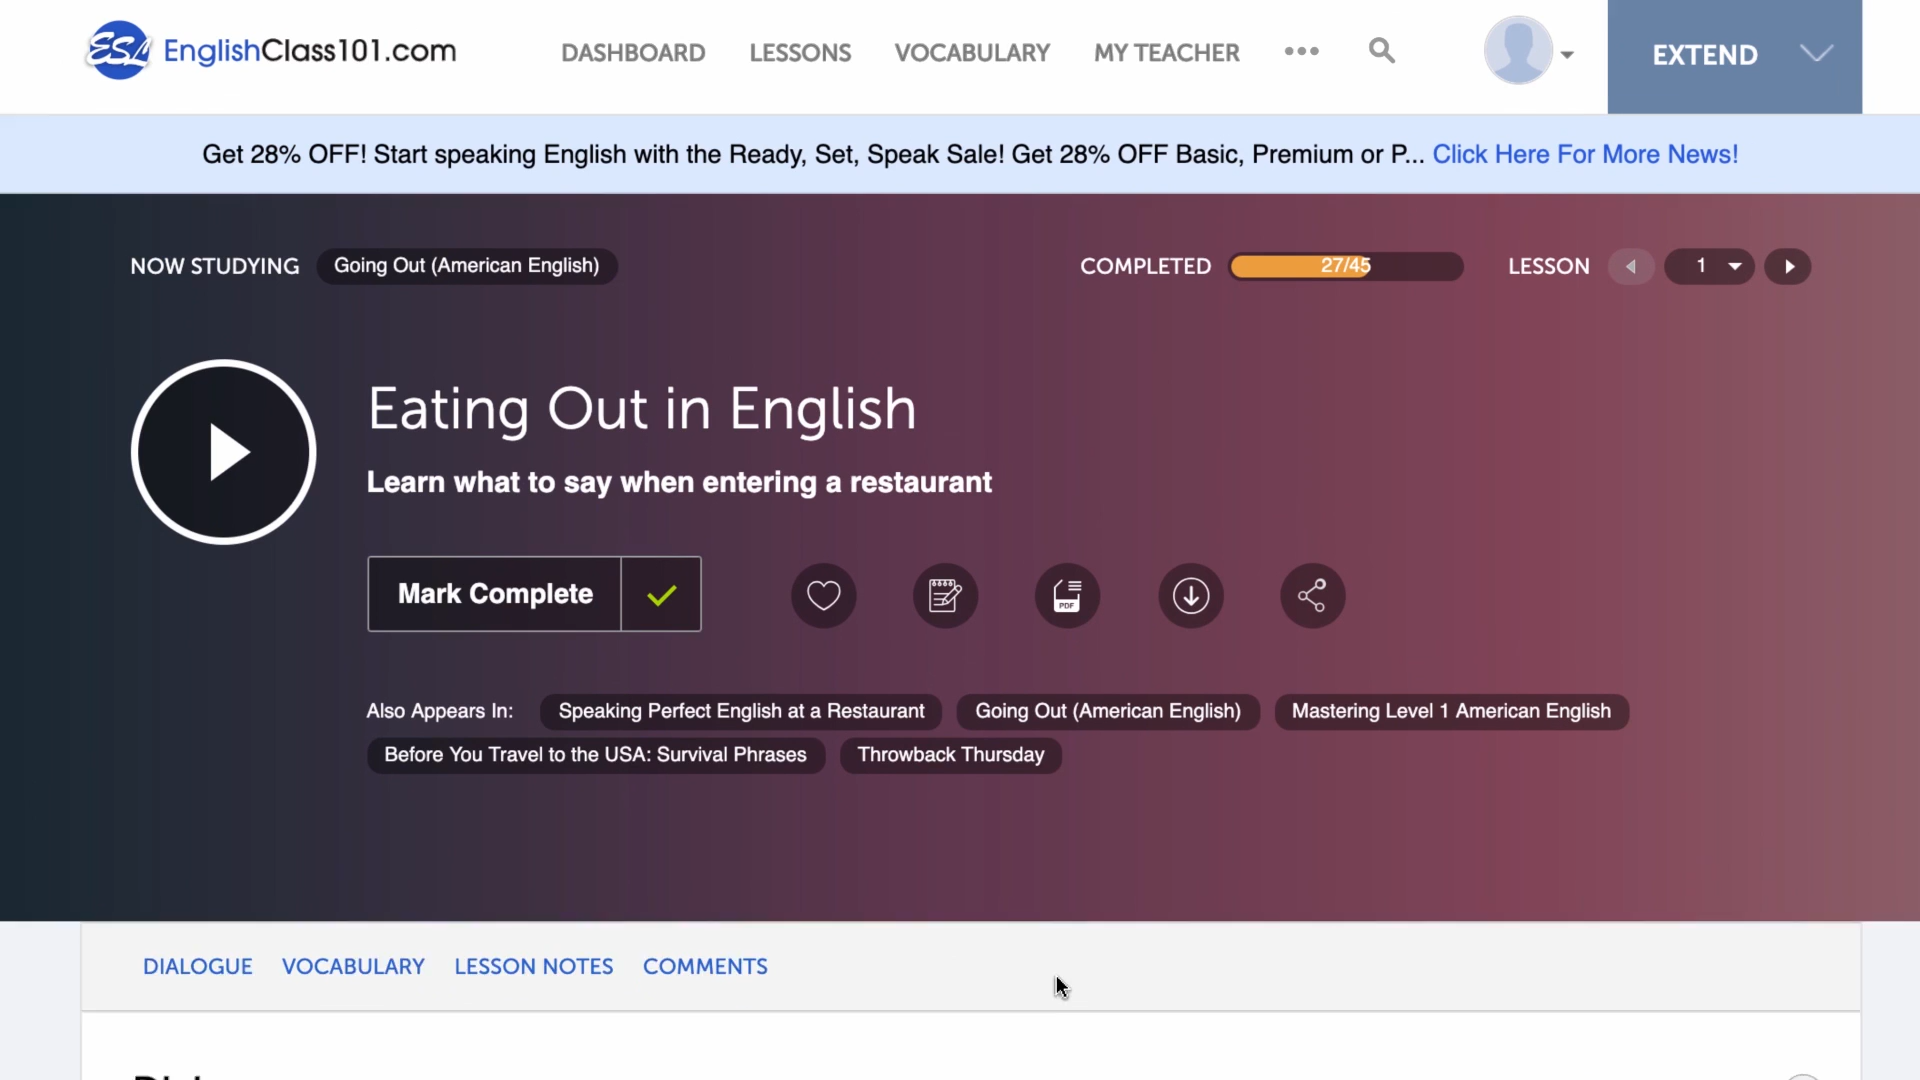 ESL EnglishClass101.com DASHBOARD LESSONS VOCABULARY MY TEACHER EXTEND
Get 28% OFF! Start speaking English with the Ready, Set, Speak Sale! Get 28% OFF Basic, Premium or P... Click Here For More News!
NOW STUDYING Going Out (American English) COMPLETED 27/45 LESSON 1
Eating Out in English
Learn what to say when entering a restaurant
Mark Complete
PDF
Also Appears In: Speaking Perfect English at a Restaurant Going Out (American English) Mastering Level 1 American English
Before You Travel to the USA: Survival Phrases Throwback Thursday
DIALOGUE VOCABULARY LESSON NOTES COMMENTS